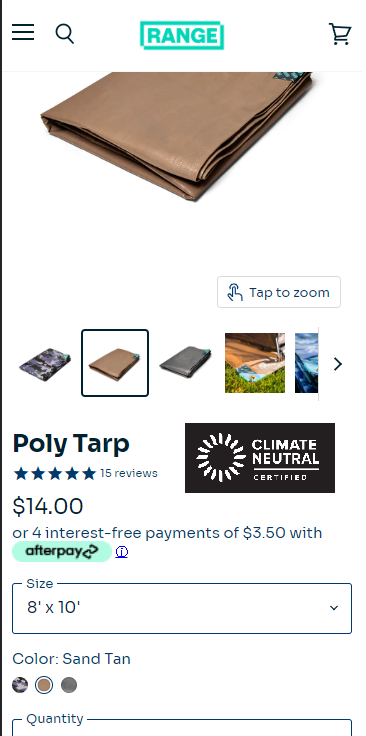 RANGE
Tap to zoom
Poly Tarp
CLIMATE
NEUTRAL
CERTIFIED
15 reviews
$14.00
or 4 interest-free payments of $3.50 with
afterpay
Size
8' x 10'
Color: Sand Tan
Quantity